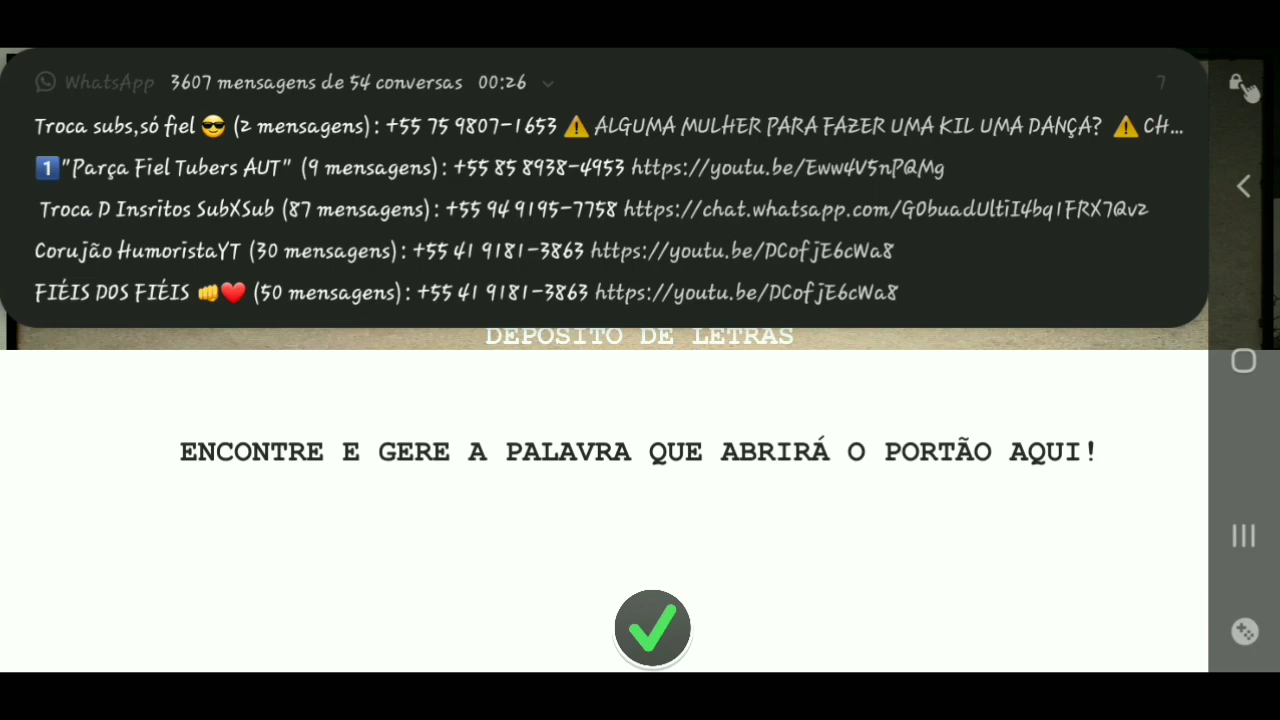 WhatsApp 3607 mensagens de 54 conversas 00:26 7
Troca subs,só fiel 😎 (2 mensagens): +55 75 9807-1653 ⚠️ ALGUMA MULHER PARA FAZER UMA KIL UMA DANÇA? ⚠️ CH...
1️⃣"Parça Fiel Tubers AUT" (9 mensagens): +55 85 8938-4953 https://youtu.be/Eww4V5nPQMg
Troca D Insritos SubXSub (87 mensagens): +55 94 9195-7758 https://chat.whatsapp.com/G0buadUltiI4bq1FRX7Qvz
Corujão HumoristaYT (30 mensagens): +55 41 9181-3863 https://youtu.be/DCofjE6cWa8
FIÉIS DOS FIÉIS 👊❤️ (50 mensagens): +55 41 9181-3863 https://youtu.be/DCofjE6cWa8
DEPOSITO DE LETRAS
ENCONTRE E GERE A PALAVRA QUE ABRIRÁ O PORTÃO AQUI!